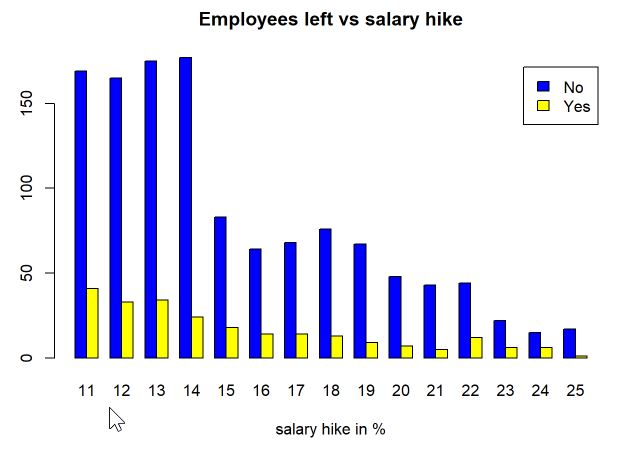 Employees left vs salary hike
No
Yes
150
100
50
0
11 12 13 14 15 16 17 18 19 20 21 22 23 24 25
salary hike in %